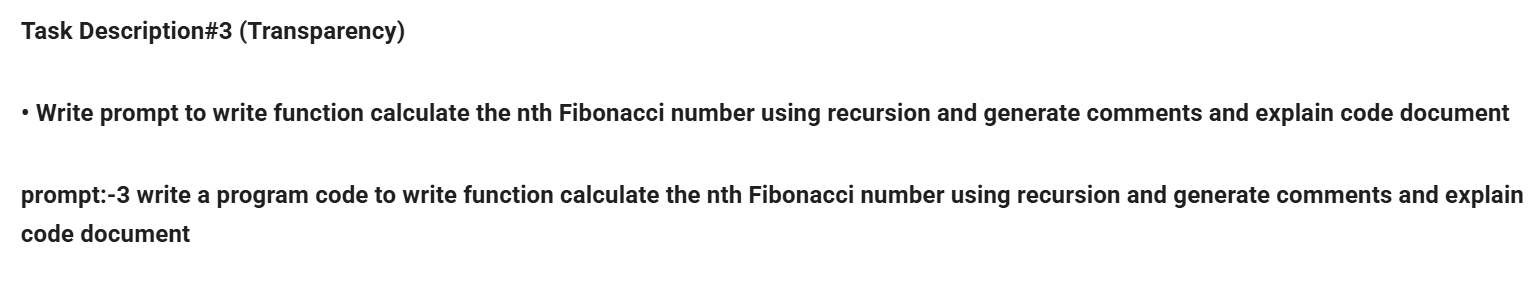 Task Description#3 (Transparency)
• Write prompt to write function calculate the nth Fibonacci number using recursion and generate comments and explain code document
prompt:-3 write a program code to write function calculate the nth Fibonacci number using recursion and generate comments and explain
code document